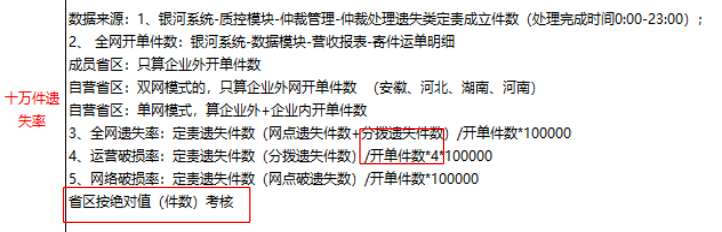 数据来源：1、银河系统-质控模块-仲裁管理-仲裁处理遗失类定责成立件数（处理完成时间0:00-23:00）；
2、 全网开单件数：银河系统-数据模块-营收报表-寄件运单明细
成员省区：只算企业外开单件数
自营省区：双网模式的，只算企业外网开单件数 （安徽、河北、湖南、河南）
自营省区：单网模式，算企业外+企业内开单件数
十万件遗失率
3、全网遗失率：定责遗失件数（网点遗失件数+分拨遗失件数）/开单件数*100000
4、运营破损率：定责遗失件数（分拨遗失件数）/开单件数*4*100000
5、网络破损率：定责遗失件数（网点破遗失数）/开单件数*100000
省区按绝对值（件数）考核